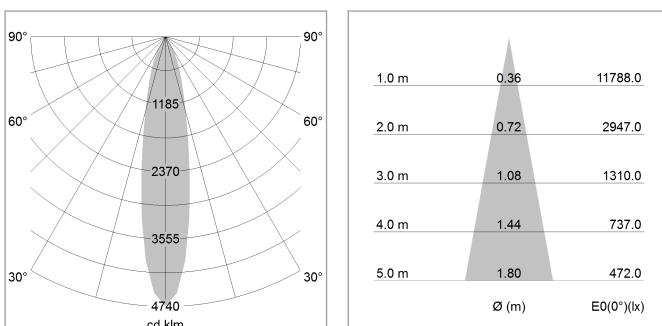 90° 90°
1185
60° 60°
2370
3555
30° 30°
4740
cd klm
1.0 m 0.36 11788.0
2.0 m 0.72 2947.0
3.0 m 1.08 1310.0
4.0 m 1.44 737.0
5.0 m 1.80 472.0
Ø (m) E0(0°)(lx)